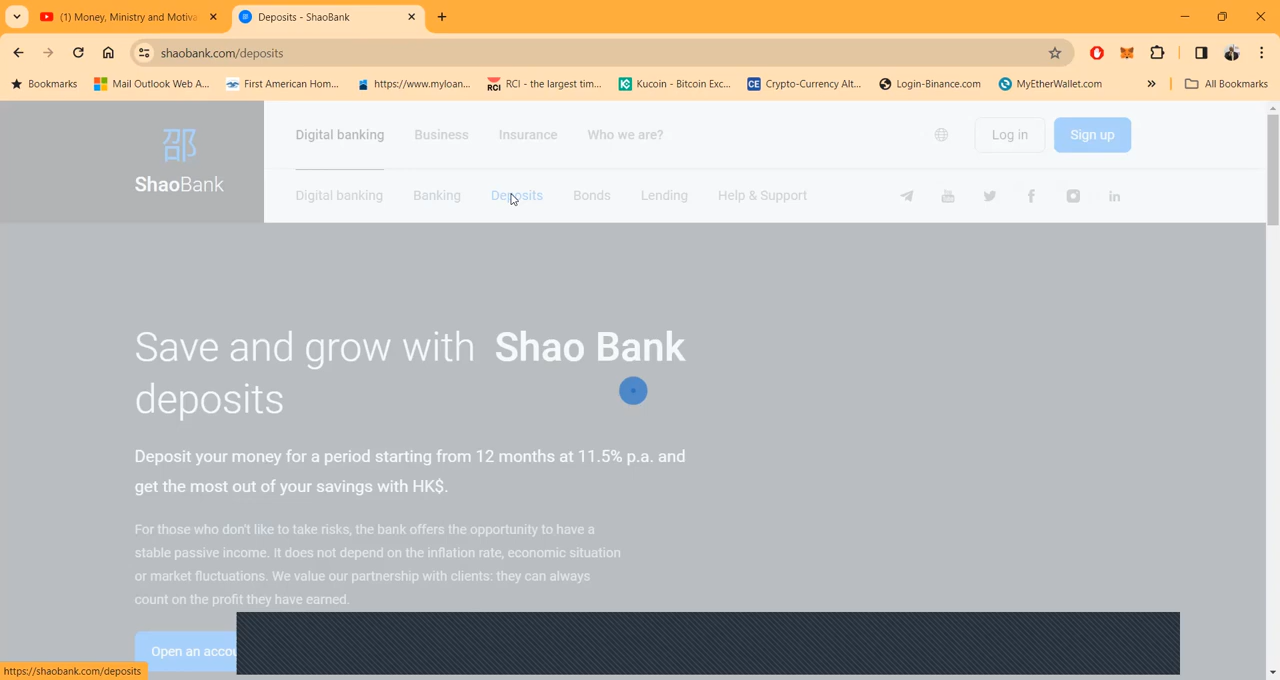 (1) Money, Ministry and Motiva
Deposits - ShaoBank
shaobank.com/deposits
Bookmarks
Mail Outlook Web A...
First American Hom...
https://www.myloan...
RCI
RCI - the largest tim...
Kucoin - Bitcoin Exc...
CE
Crypto-Currency Alt...
Login-Binance.com
MyEtherWallet.com
»
All Bookmarks
邵
ShaoBank
Digital banking
Business
Insurance
Who we are?
Log in
Sign up
Digital banking
Banking
Deposits
Bonds
Lending
Help & Support
Save and grow with Shao Bank
deposits
Deposit your money for a period starting from 12 months at 11.5% p.a. and
get the most out of your savings with HK$.
For those who don't like to take risks, the bank offers the opportunity to have a
stable passive income. It does not depend on the inflation rate, economic situation
or market fluctuations. We value our partnership with clients: they can always
count on the profit they have earned.
Open an accou
https://shaobank.com/deposits